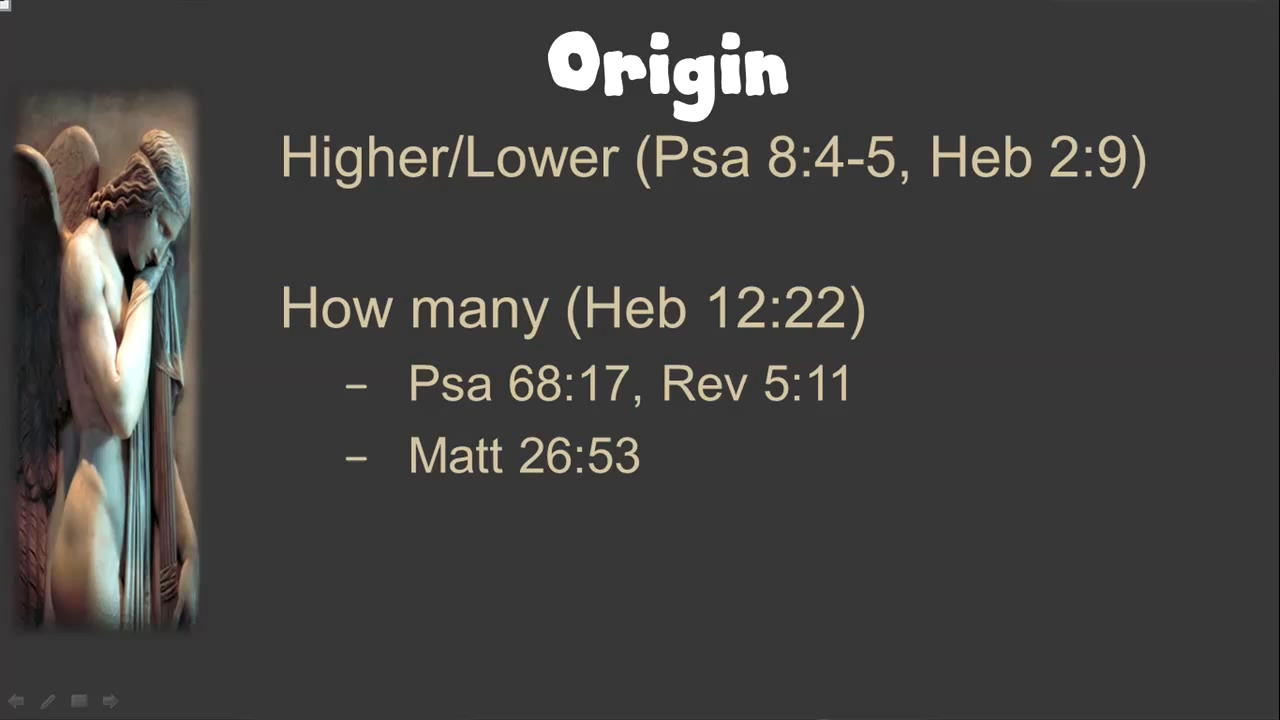 Origin
Higher/Lower (Psa 8:4-5, Heb 2:9)
How many (Heb 12:22)
– Psa 68:17, Rev 5:11
– Matt 26:53